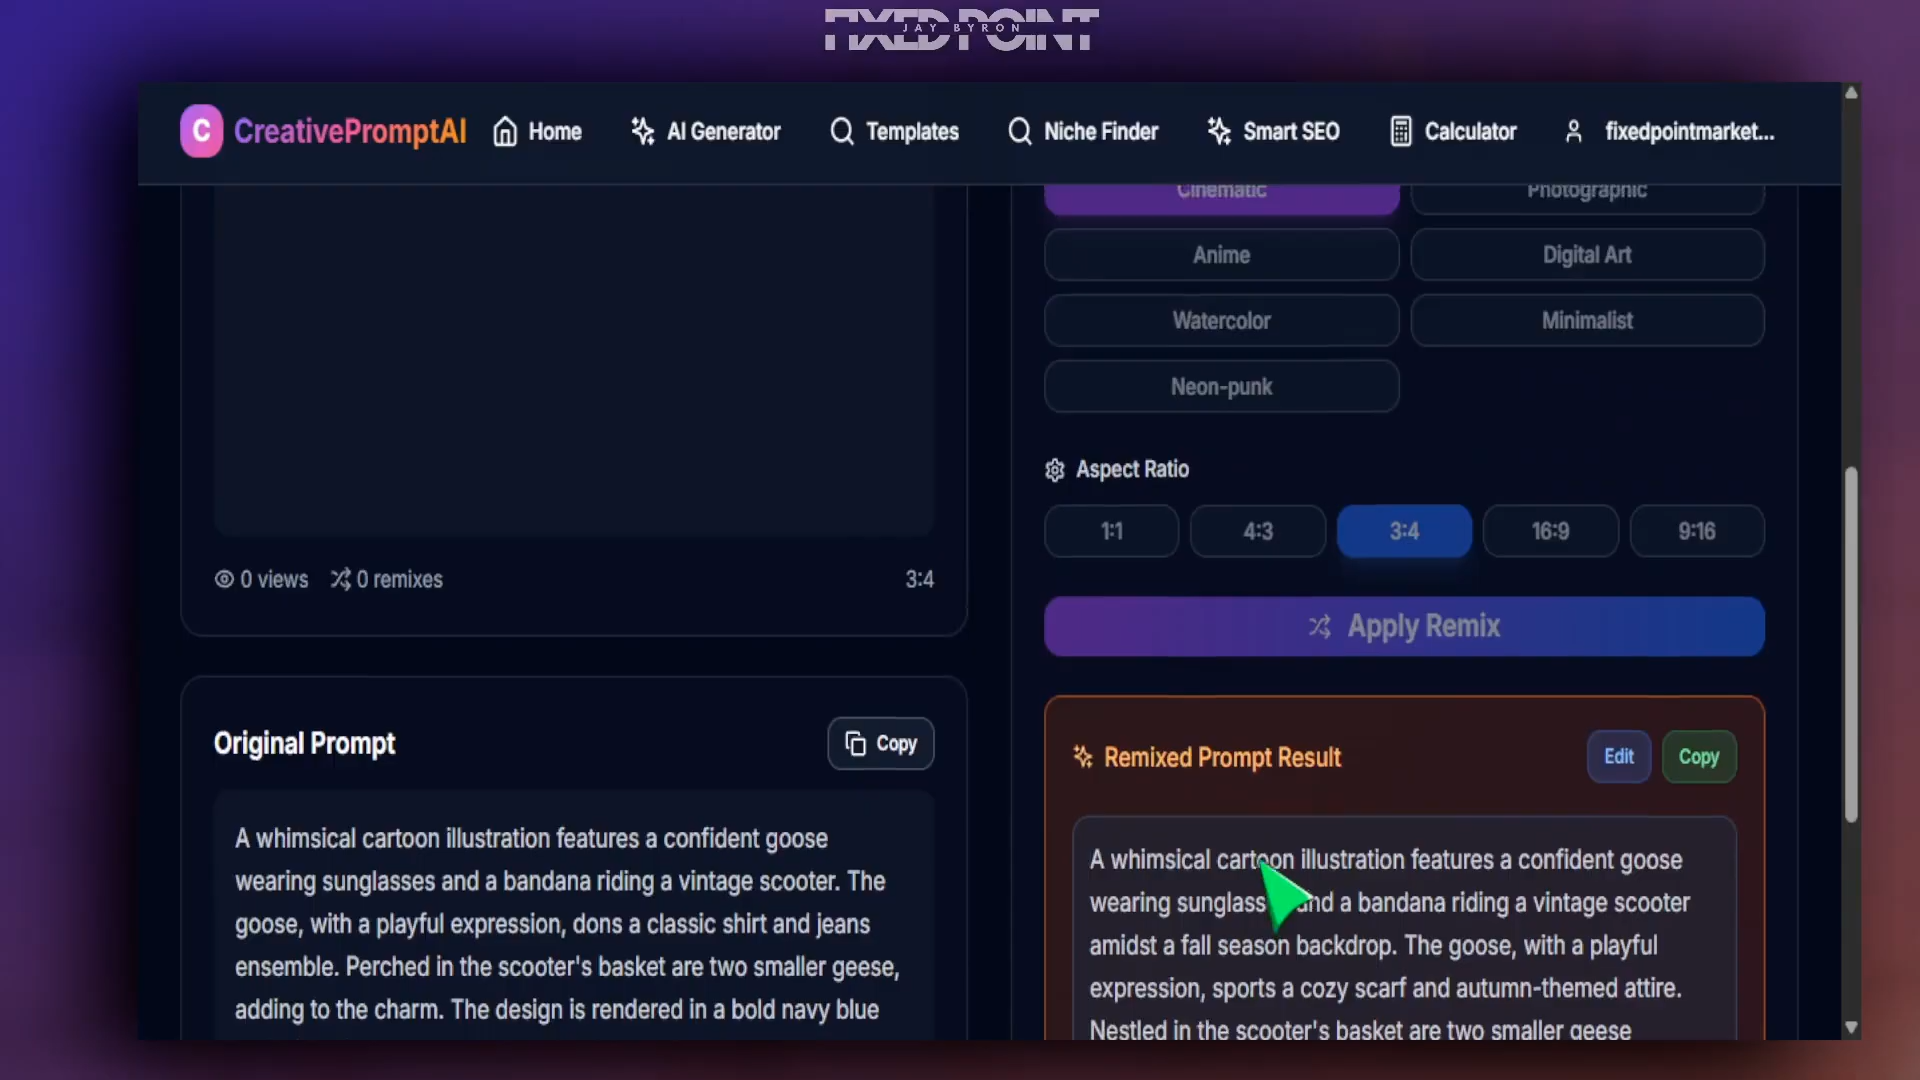 FIXED POINT
JAY BYRON
C CreativePromptAI Home AI Generator Templates Niche Finder Smart SEO Calculator fixedpointmarket...
Cinematic Photographic
Anime Digital Art
Watercolor Minimalist
Neon-punk
Aspect Ratio
1:1 4:3 3:4 16:9 9:16
0 views 0 remixes 3:4
Apply Remix
Original Prompt Copy
A whimsical cartoon illustration features a confident goose
wearing sunglasses and a bandana riding a vintage scooter. The
goose, with a playful expression, dons a classic shirt and jeans
ensemble. Perched in the scooter's basket are two smaller geese,
adding to the charm. The design is rendered in a bold navy blue
Remixed Prompt Result Edit Copy
A whimsical cartoon illustration features a confident goose
wearing sunglasses and a bandana riding a vintage scooter
amidst a fall season backdrop. The goose, with a playful
expression, sports a cozy scarf and autumn-themed attire.
Nestled in the scooter's basket are two smaller geese